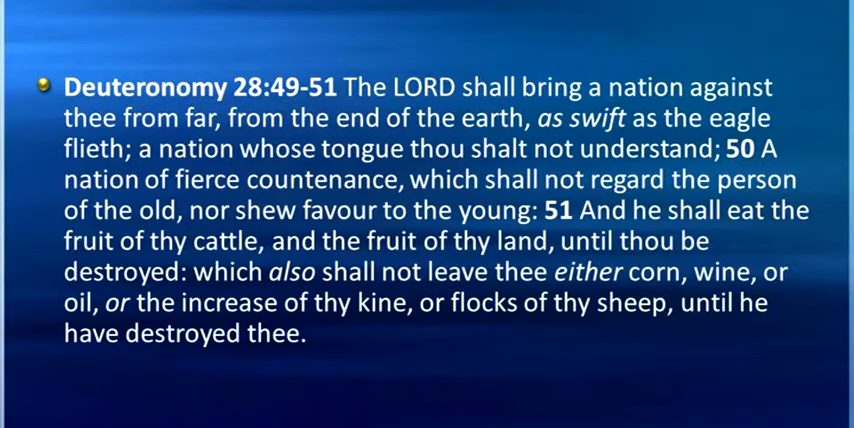 Deuteronomy 28:49-51 The LORD shall bring a nation against
thee from far, from the end of the earth, as swift as the eagle
flieth; a nation whose tongue thou shalt not understand; 50 A
nation of fierce countenance, which shall not regard the person
of the old, nor shew favour to the young: 51 And he shall eat the
fruit of thy cattle, and the fruit of thy land, until thou be
destroyed: which also shall not leave thee either corn, wine, or
oil, or the increase of thy kine, or flocks of thy sheep, until he
have destroyed thee.